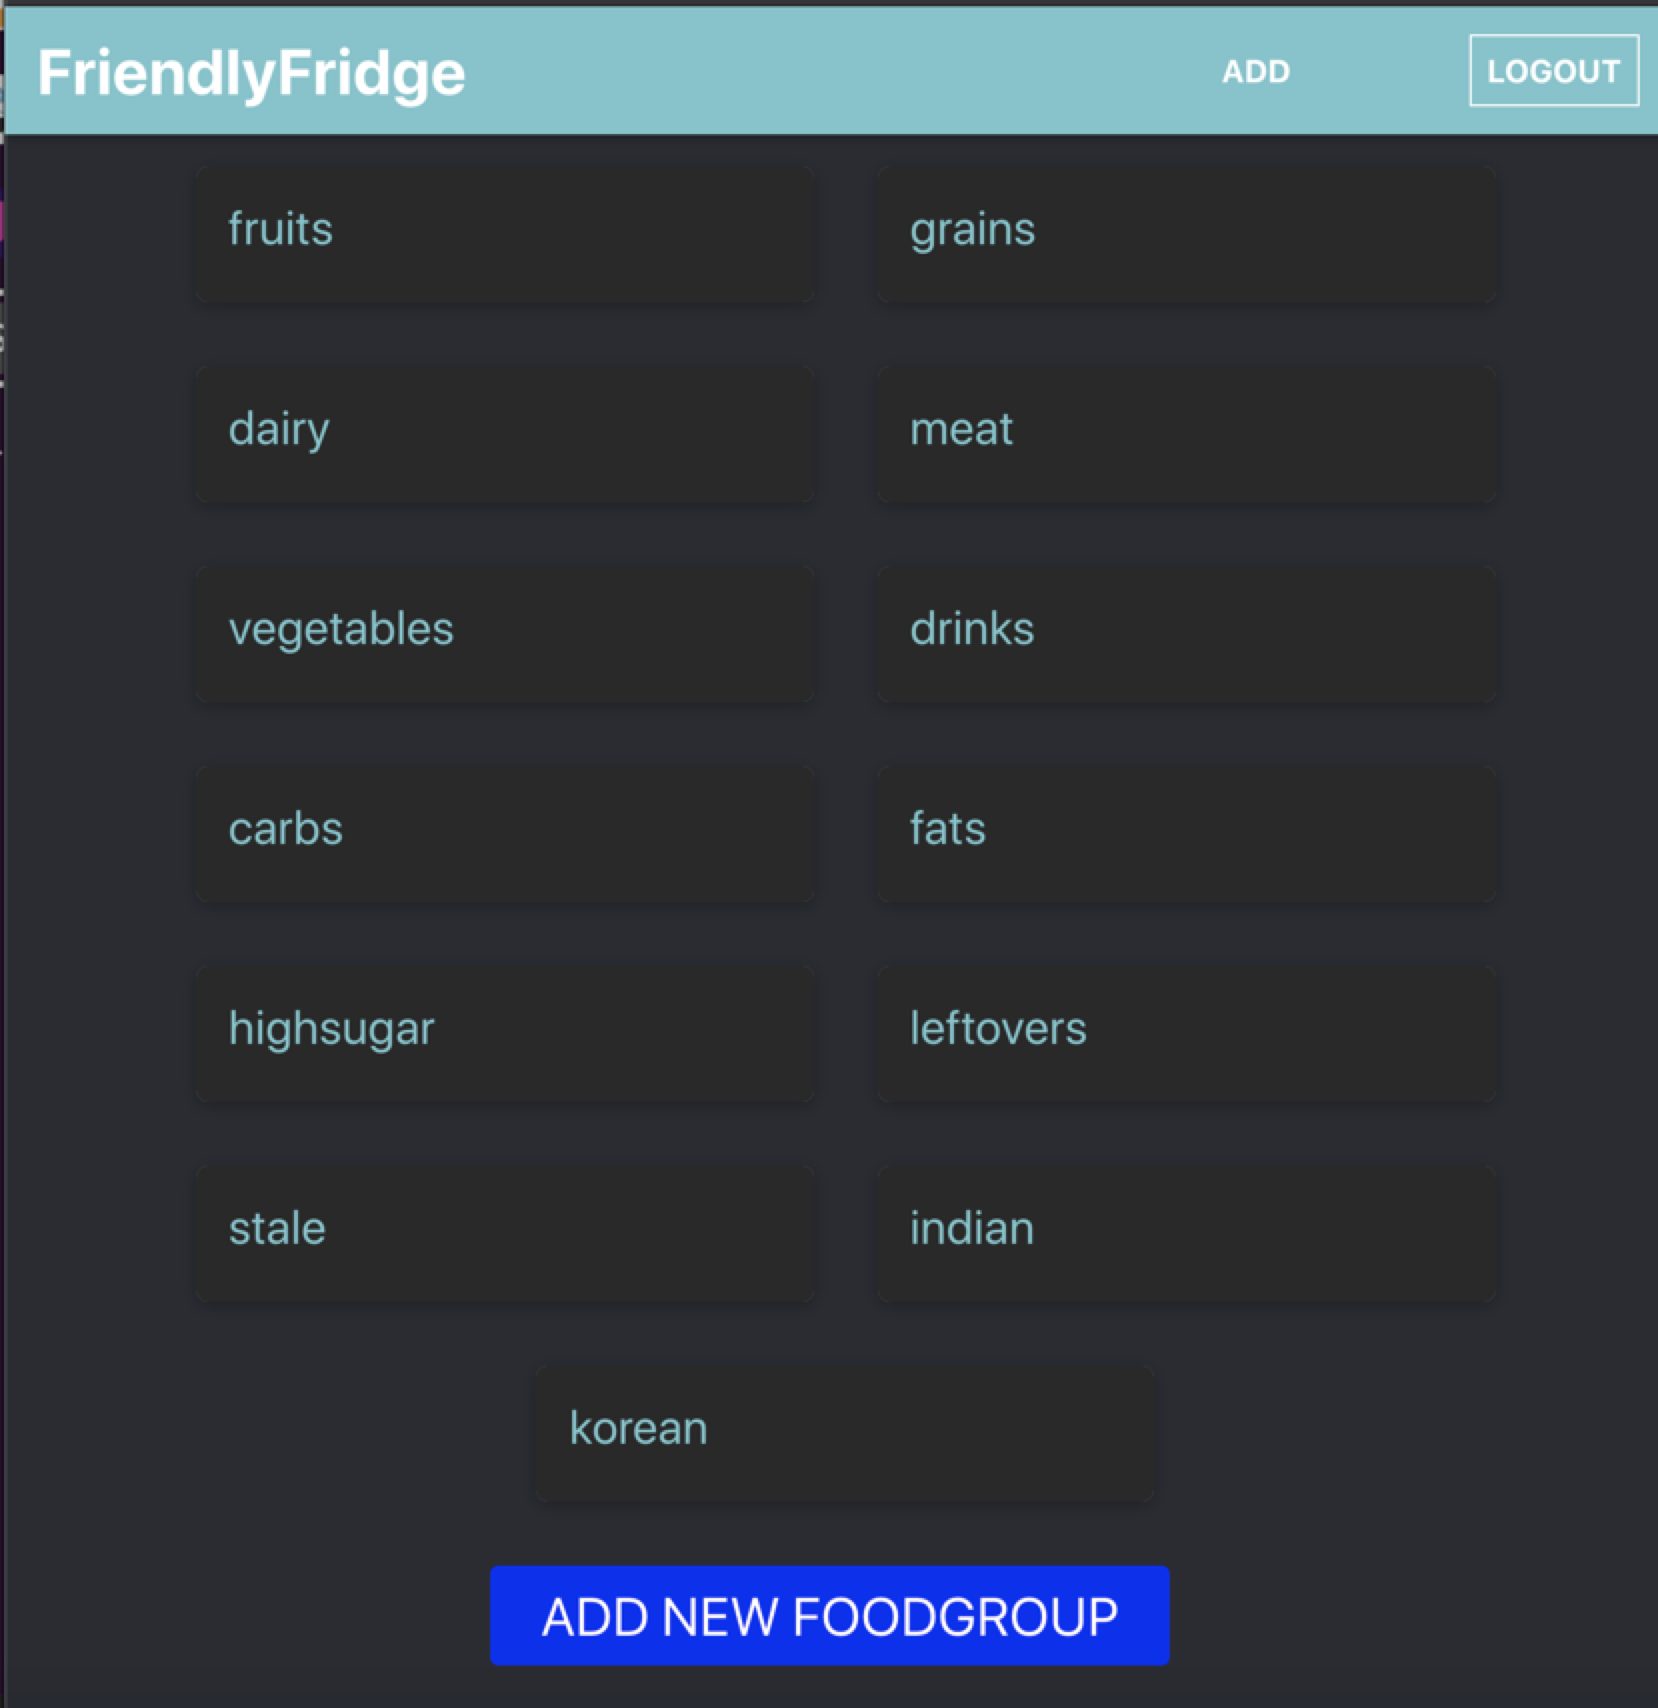 FriendlyFridge ADD LOGOUT
fruits grains
dairy meat
vegetables drinks
carbs fats
highsugar leftovers
stale indian
korean
ADD NEW FOODGROUP